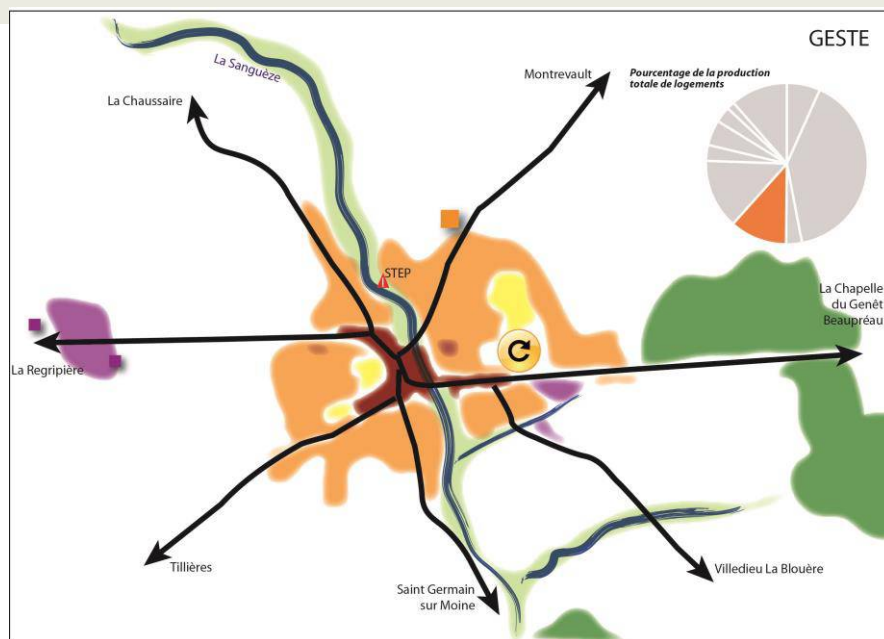 GESTE
Pourcentage de la production
totale de logements
La Sanguèze
Montrevault
La Chaussaire
STEP
La Chapelle
du Genêt
Beaupréau
La Regripière
Tillières
Saint Germain
sur Moine
Villedieu La Blouère